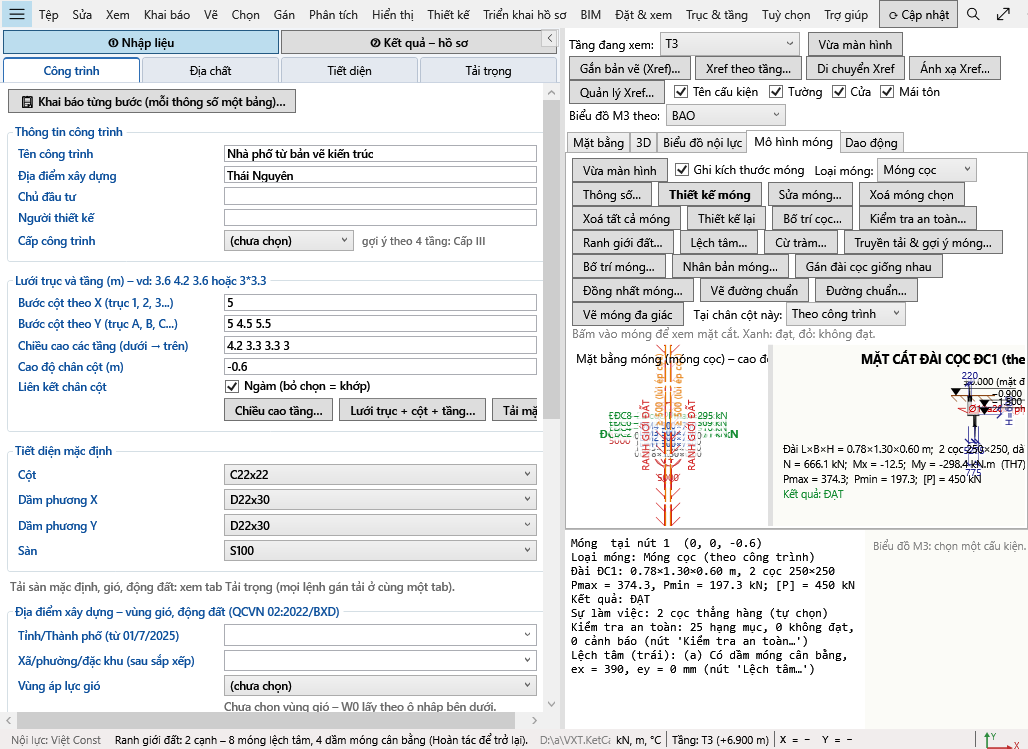 Tệp Sửa Xem Khai báo Vẽ Chọn Gán Phân tích Hiển thị Thiết kế Triển khai hồ sơ BIM Đặt & xem Trục & tầng Tuỳ chọn Trợ giúp ⟳ Cập nhật
① Nhập liệu
② Kết quả – hồ sơ
Công trình Địa chất Tiết diện Tải trọng
Khai báo từng bước (mỗi thông số một bảng)...
Thông tin công trình
Tên công trình Nhà phố từ bản vẽ kiến trúc
Địa điểm xây dựng Thái Nguyên
Chủ đầu tư
Người thiết kế
Cấp công trình (chưa chọn) gợi ý theo 4 tầng: Cấp III
Lưới trục và tầng (m) – vd: 3.6 4.2 3.6 hoặc 3*3.3
Bước cột theo X (trục 1, 2, 3...) 5
Bước cột theo Y (trục A, B, C...) 5 4.5 5.5
Chiều cao các tầng (dưới → trên) 4.2 3.3 3.3 3
Cao độ chân cột (m) -0.6
Liên kết chân cột Ngàm (bỏ chọn = khớp)
Chiều cao tầng... Lưới trục + cột + tầng... Tải mặ
Tiết diện mặc định
Cột C22x22
Dầm phương X D22x30
Dầm phương Y D22x30
Sàn S100
Tải sàn mặc định, gió, động đất: xem tab Tải trọng (mọi lệnh gán tải ở cùng một tab).
Địa điểm xây dựng – vùng gió, động đất (QCVN 02:2022/BXD)
Tỉnh/Thành phố (từ 01/7/2025)
Xã/phường/đặc khu (sau sắp xếp)
Vùng áp lực gió (chưa chọn)
Chưa chọn vùng gió – W0 lấy theo ô nhập bên dưới.
Tầng đang xem: T3 Vừa màn hình
Gắn bản vẽ (Xref)... Xref theo tầng... Di chuyển Xref Ánh xạ Xref...
Quản lý Xref... Tên cấu kiện Tường Cửa Mái tôn
Biểu đồ M3 theo: BAO
Mặt bằng 3D Biểu đồ nội lực Mô hình móng Dao động
Vừa màn hình Ghi kích thước móng Loại móng: Móng cọc
Thông số... Thiết kế móng Sửa móng... Xoá móng chọn
Xoá tất cả móng Thiết kế lại Bố trí cọc... Kiểm tra an toàn...
Ranh giới đất... Lệch tâm... Cừ tràm... Truyền tải & gợi ý móng...
Bố trí móng... Nhân bản móng... Gán đài cọc giống nhau
Đồng nhất móng... Vẽ đường chuẩn Đường chuẩn...
Vẽ móng đa giác Tại chân cột này: Theo công trình
Bấm vào móng để xem mặt cắt. Xanh: đạt, đỏ: không đạt.
Mặt bằng móng (móng cọc) – cao đ
RANH GIỚI ĐẤT
RANH GIỚI ĐẤT
5000
MẶT CẮT ĐÀI CỌC ĐC1 (the
220
-0.900
775
Đài L×B×H = 0.78×1.30×0.60 m; 2 cọc 250×250, dà
N = 666.1 kN; Mx = -12.5; My = -298.4 kN.m (TH7)
Pmax = 374.3; Pmin = 197.3; [P] = 450 kN
Kết quả: ĐẠT
Móng tại nút 1 (0, 0, -0.6)
Loại móng: Móng cọc (theo công trình)
Đài ĐC1: 0.78×1.30×0.60 m, 2 cọc 250×250
Pmax = 374.3, Pmin = 197.3 kN; [P] = 450 kN
Kết quả: ĐẠT
Sự làm việc: 2 cọc thẳng hàng (tự chọn)
Kiểm tra an toàn: 25 hạng mục, 0 không đạt,
0 cảnh báo (nút 'Kiểm tra an toàn…')
Lệch tâm (trái): (a) Có dầm móng cân bằng,
ex = 390, ey = 0 mm (nút 'Lệch tâm…')
Biểu đồ M3: chọn một cấu kiện.
Nội lực: Việt Const Ranh giới đất: 2 cạnh – 8 móng lệch tâm, 4 dầm móng cân bằng (Hoàn tác để trở lại). D:\a\VXT.KetCa kN, m, °C Tầng: T3 (+6.900 m) X = – Y = – Y X